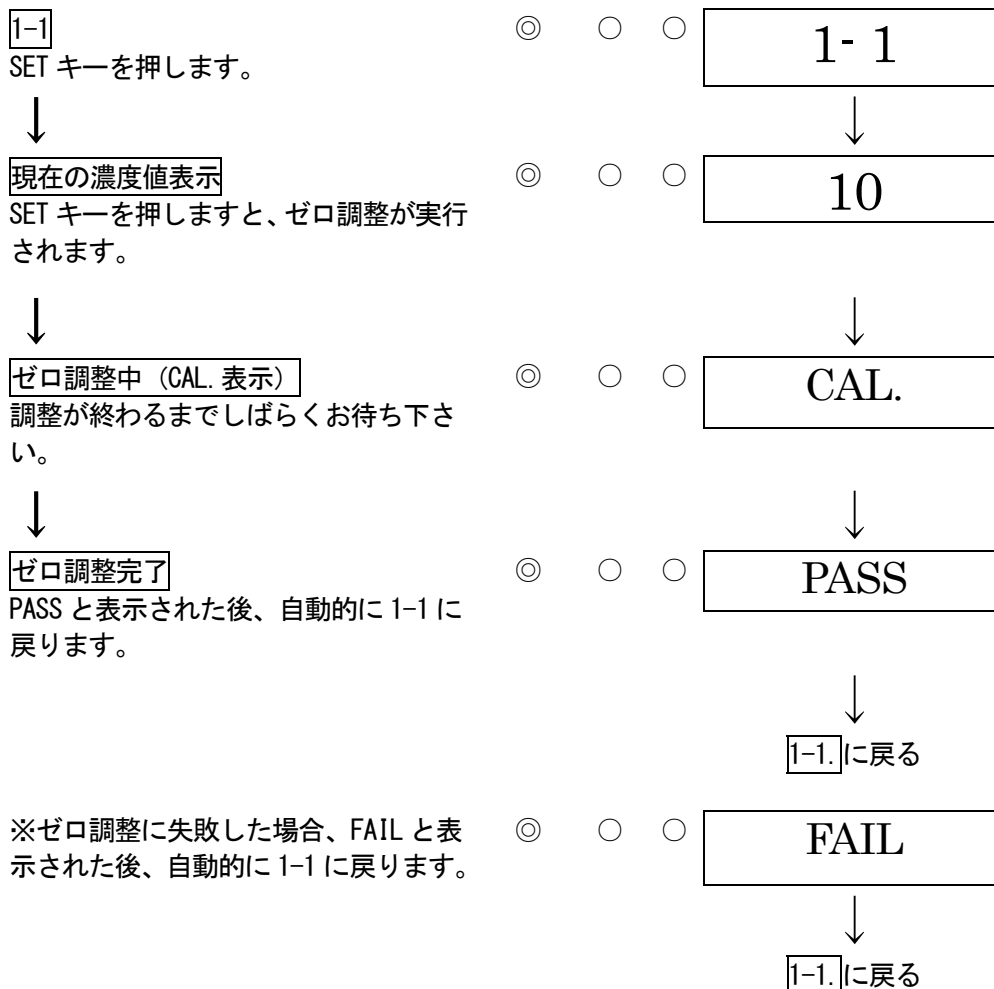 1-1
◎ ○ ○
1- 1
SET キーを押します。
↓ ↓
現在の濃度値表示
◎ ○ ○
10
SET キーを押しますと、ゼロ調整が実行
されます。
↓ ↓
ゼロ調整中 (CAL. 表示)
◎ ○ ○
CAL.
調整が終わるまでしばらくお待ち下さ
い。
↓ ↓
ゼロ調整完了
◎ ○ ○
PASS
PASS と表示された後、自動的に 1-1 に
戻ります。
↓
1-1.に戻る
※ゼロ調整に失敗した場合、FAIL と表
示された後、自動的に 1-1 に戻ります。
◎ ○ ○
FAIL
↓
1-1.に戻る